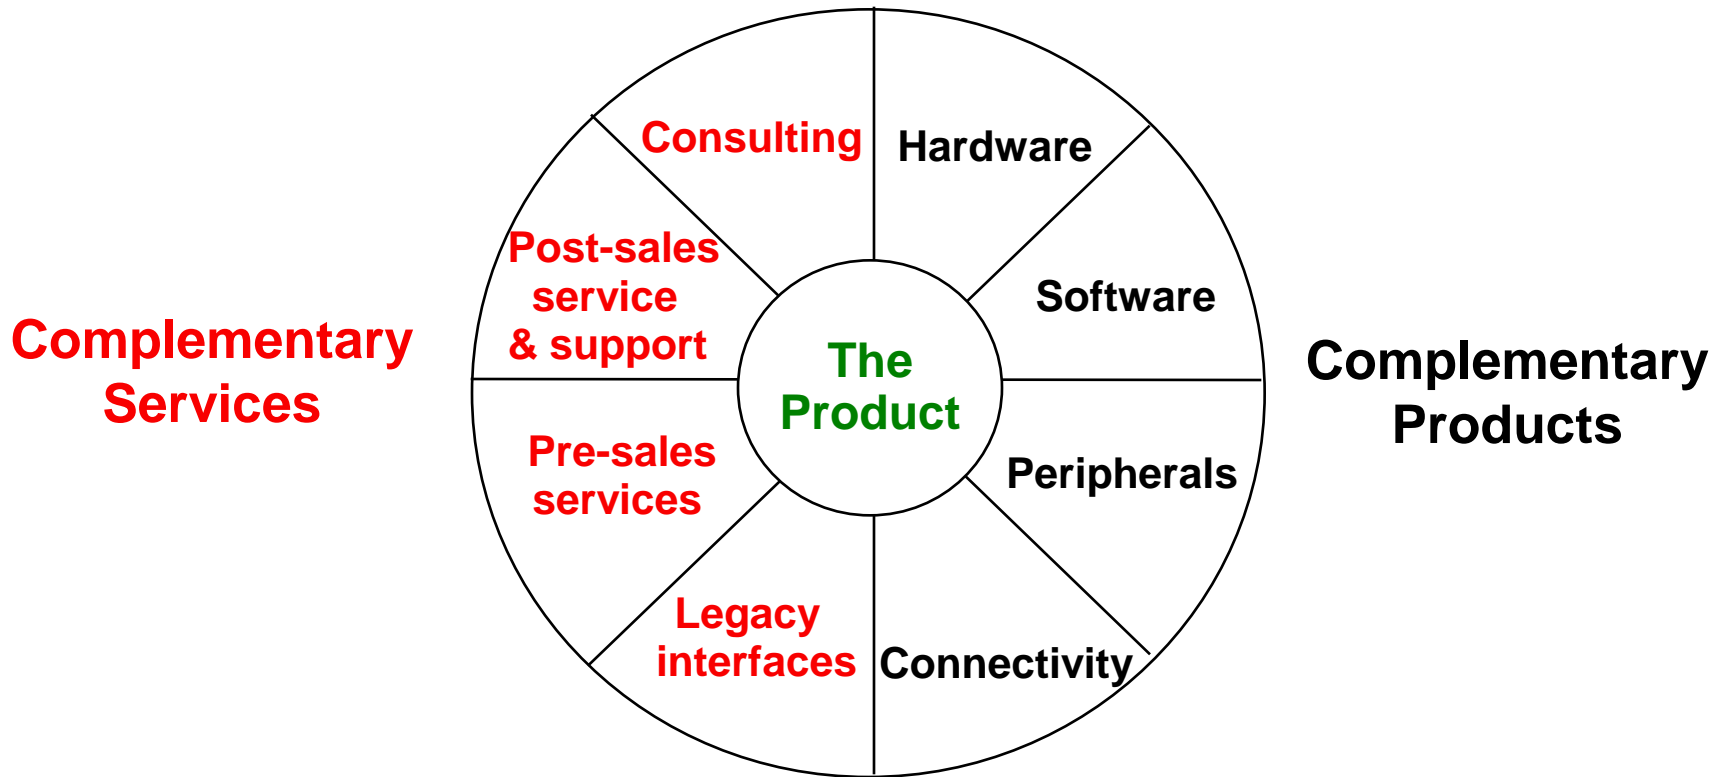 Consulting
Hardware
Post-sales
service
& support
Software
Complementary
Services
The
Product
Complementary
Products
Pre-sales
services
Peripherals
Legacy
interfaces
Connectivity